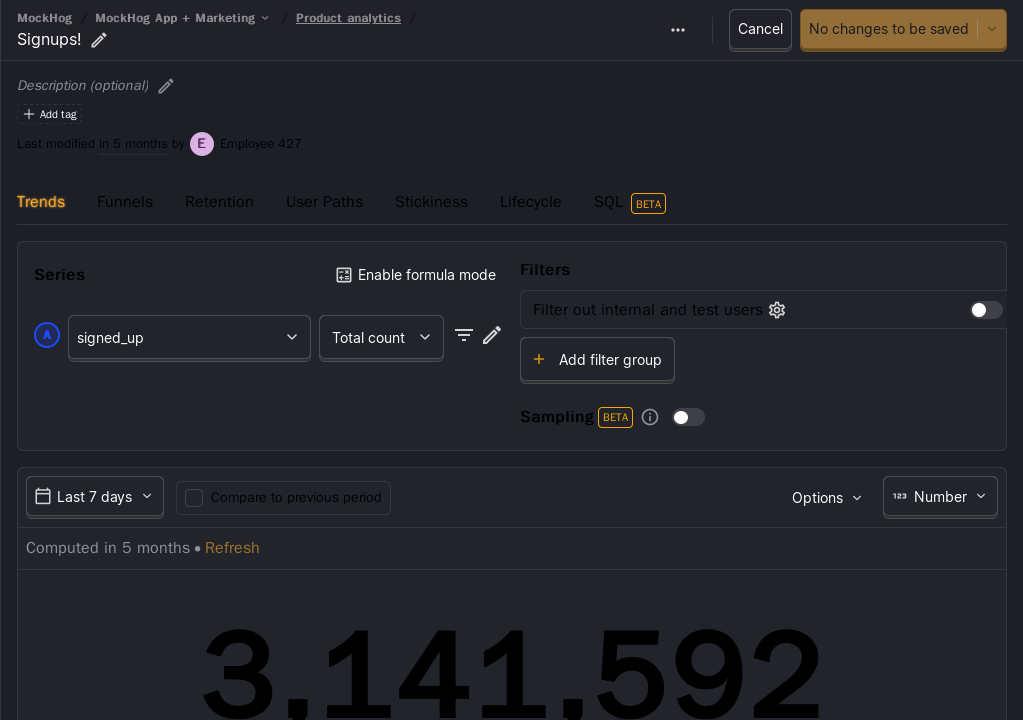 MockHog / MockHog App + Marketing / Product analytics /
Signups!
Cancel
No changes to be saved
Description (optional)
Add tag
Last modified in 5 months by E Employee 427
Trends Funnels Retention User Paths Stickiness Lifecycle SQL BETA
Series
Enable formula mode
A signed_up Total count
Filters
Filter out internal and test users
+ Add filter group
Sampling BETA
Last 7 days
Compare to previous period
Options
123 Number
Computed in 5 months • Refresh
3,141,592